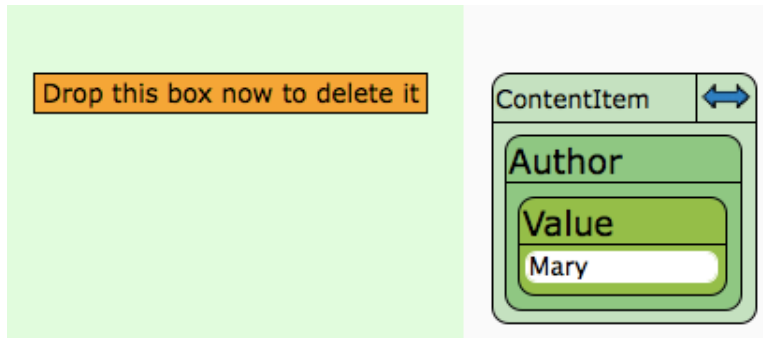 Drop this box now to delete it
ContentItem
Author
Value
Mary